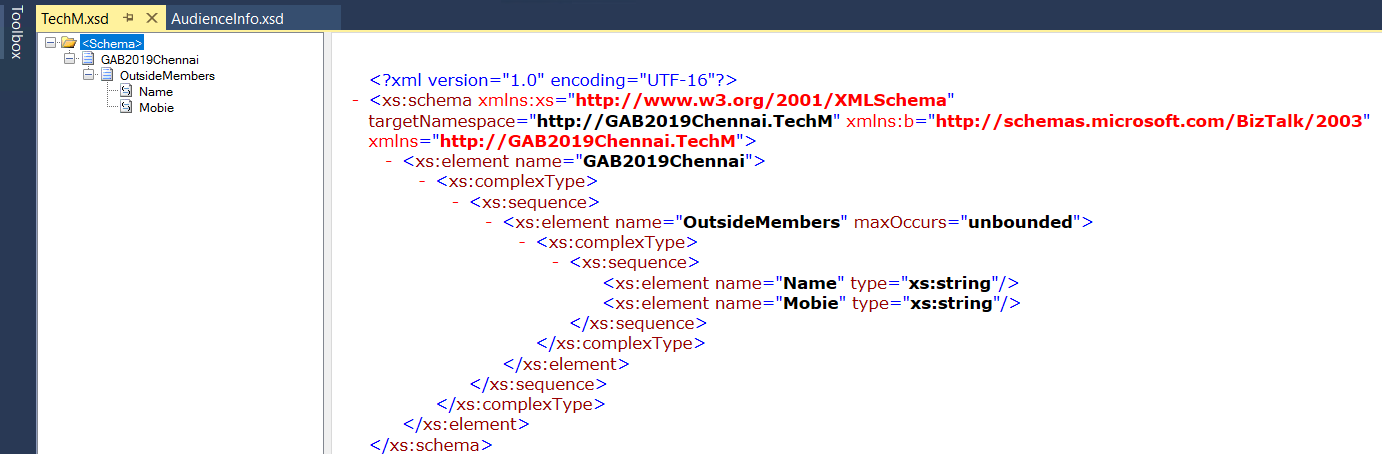 Toolbox
TechM.xsd
AudienceInfo.xsd
<Schema>
GAB2019Chennai
OutsideMembers
Name
Mobie
<?xml version="1.0" encoding="UTF-16"?>
- <xs:schema xmlns:xs="http://www.w3.org/2001/XMLSchema"
targetNamespace="http://GAB2019Chennai.TechM" xmlns:b="http://schemas.microsoft.com/BizTalk/2003"
xmlns="http://GAB2019Chennai.TechM">
- <xs:element name="GAB2019Chennai">
- <xs:complexType>
- <xs:sequence>
- <xs:element name="OutsideMembers" maxOccurs="unbounded">
- <xs:complexType>
- <xs:sequence>
<xs:element name="Name" type="xs:string"/>
<xs:element name="Mobie" type="xs:string"/>
</xs:sequence>
</xs:complexType>
</xs:element>
</xs:sequence>
</xs:complexType>
</xs:element>
</xs:schema>